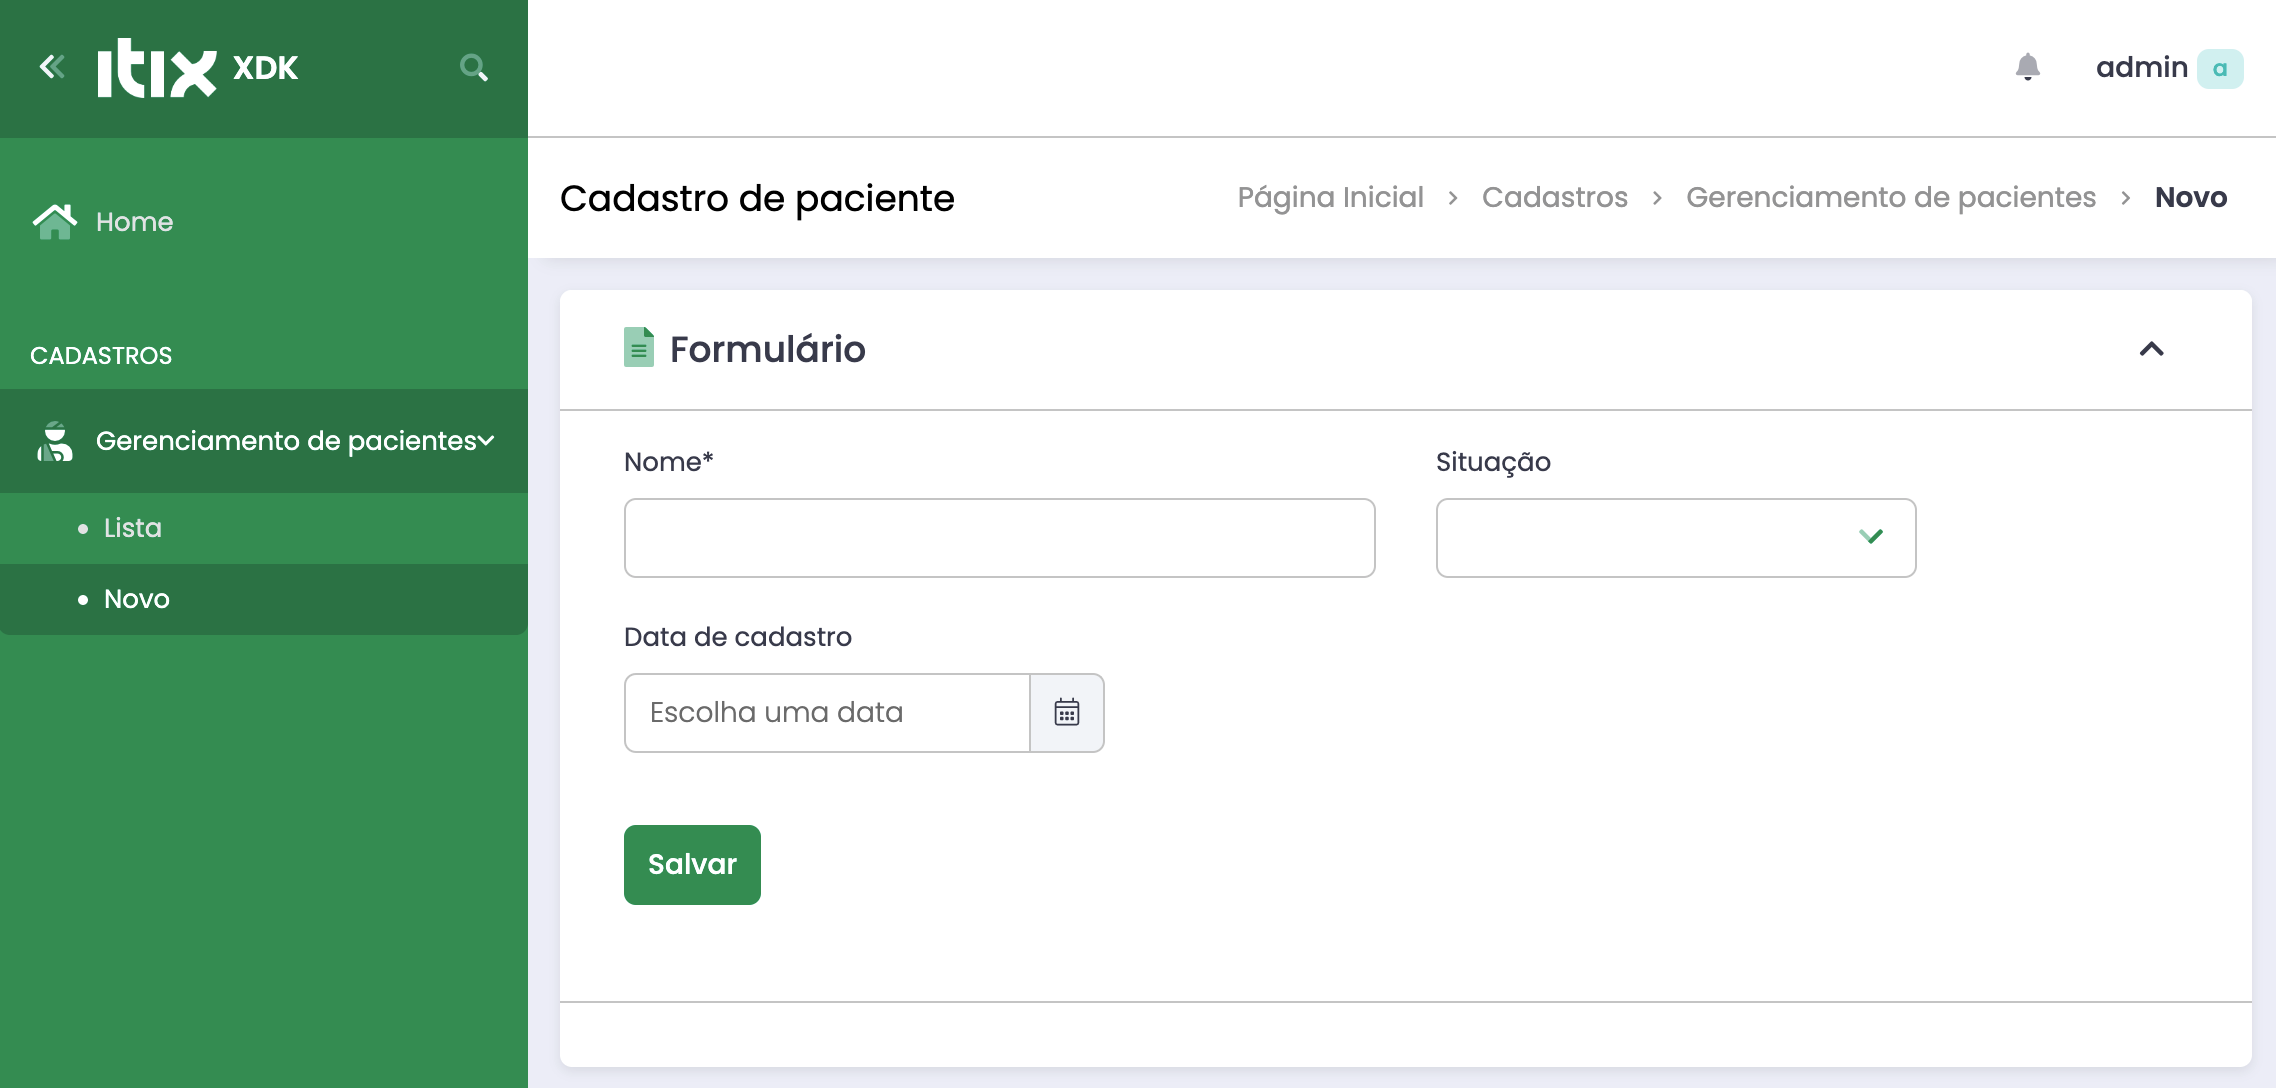 itix XDK
Home
CADASTROS
Gerenciamento de pacientes
Lista
Novo
admin a
Cadastro de paciente
Página Inicial > Cadastros > Gerenciamento de pacientes > Novo
Formulário
Nome*
Situação
Data de cadastro
Escolha uma data
Salvar